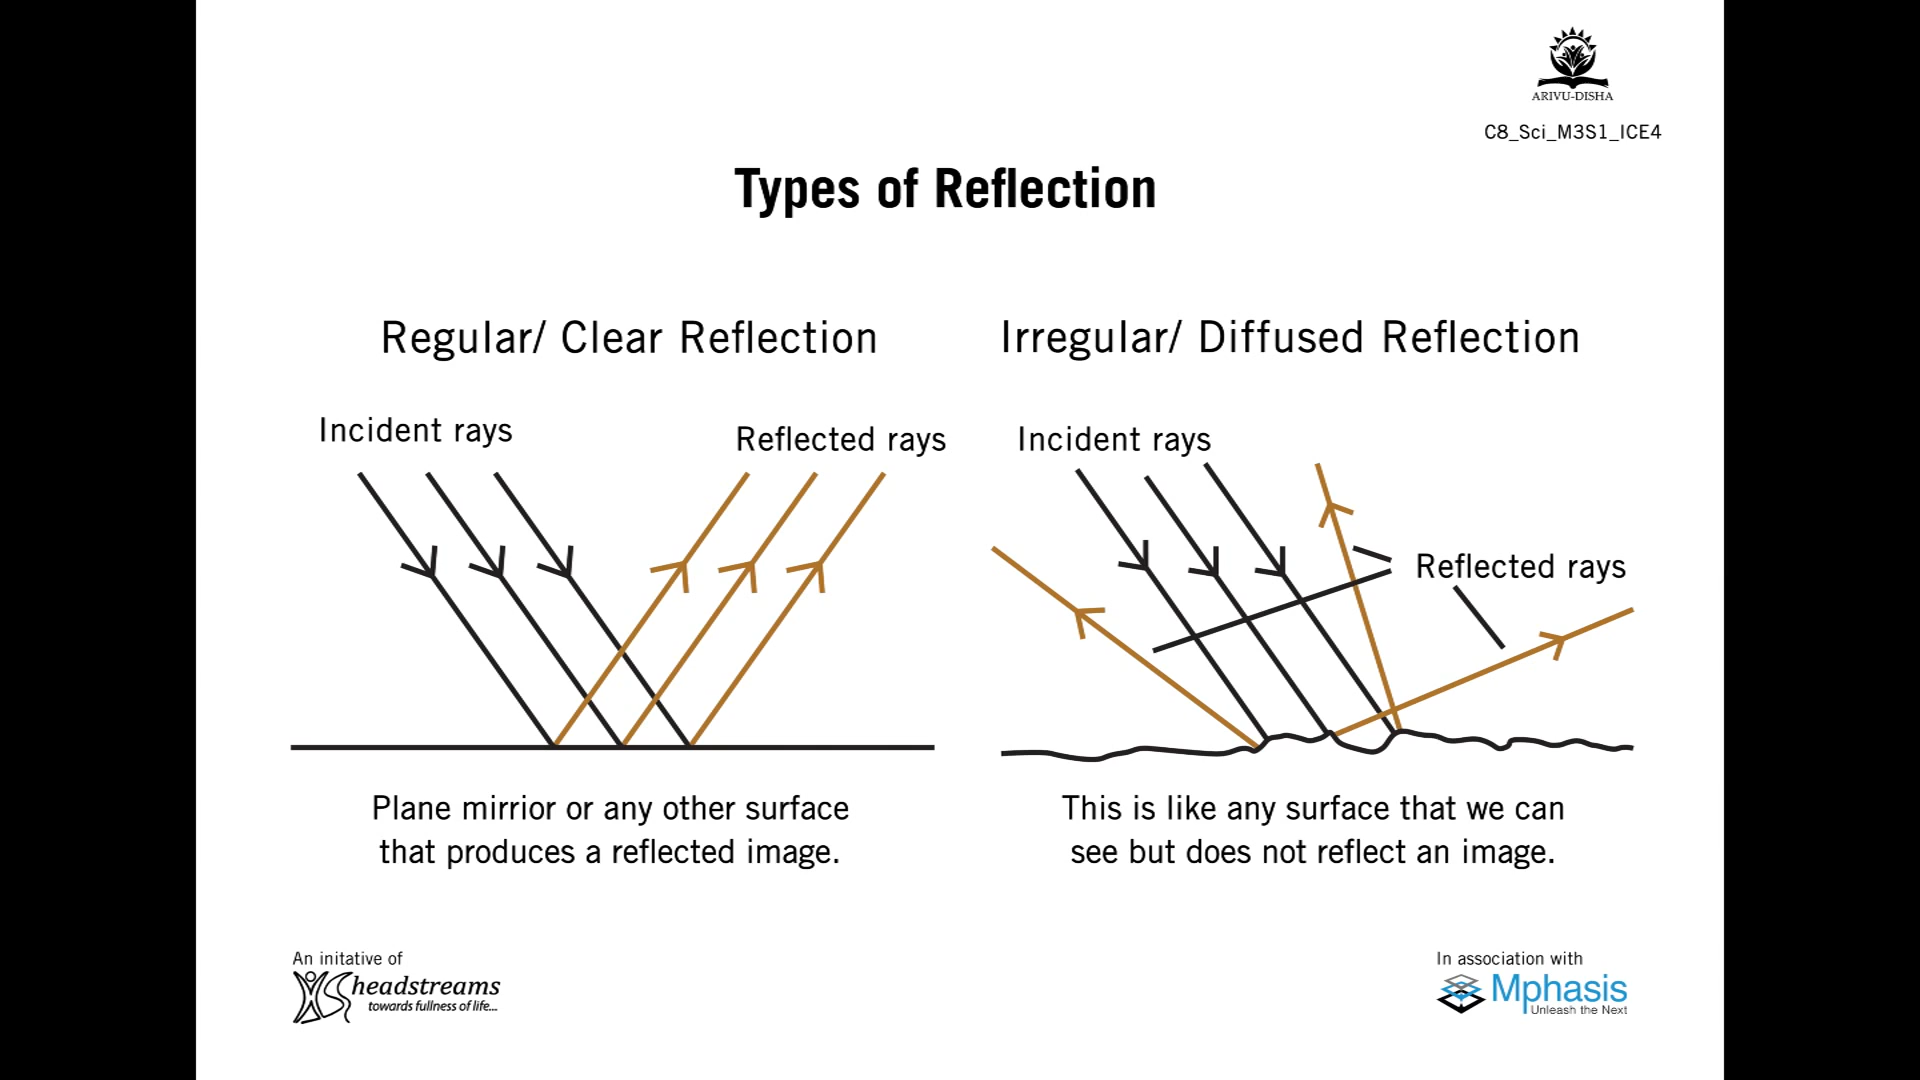 ARIVU-DISHA
C8_Sci_M3S1_ICE4
Types of Reflection
Regular/ Clear Reflection
Incident rays
Reflected rays
Plane mirrior or any other surface
that produces a reflected image.
Irregular/ Diffused Reflection
Incident rays
Reflected rays
This is like any surface that we can
see but does not reflect an image.
An initative of
headstreams
towards fullness of life...
In association with
Mphasis
Unleash the Next